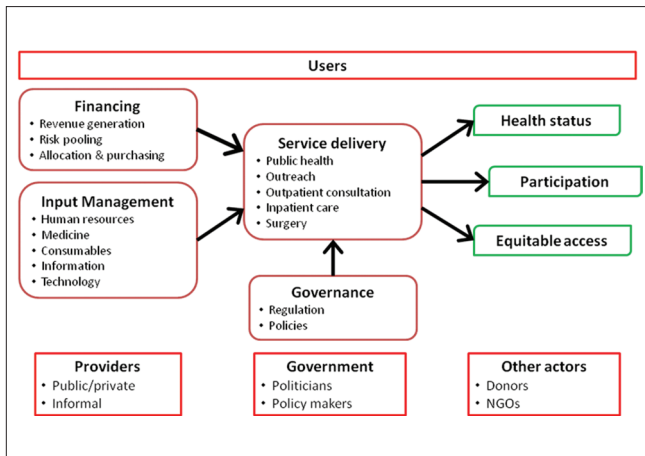 Users
Financing
• Revenue generation
• Risk pooling
• Allocation & purchasing
Input Management
• Human resources
• Medicine
• Consumables
• Information
• Technology
Service delivery
• Public health
• Outreach
• Outpatient consultation
• Inpatient care
• Surgery
Governance
• Regulation
• Policies
Health status
Participation
Equitable access
Providers
• Public/private
• Informal
Government
• Politicians
• Policy makers
Other actors
• Donors
• NGOs